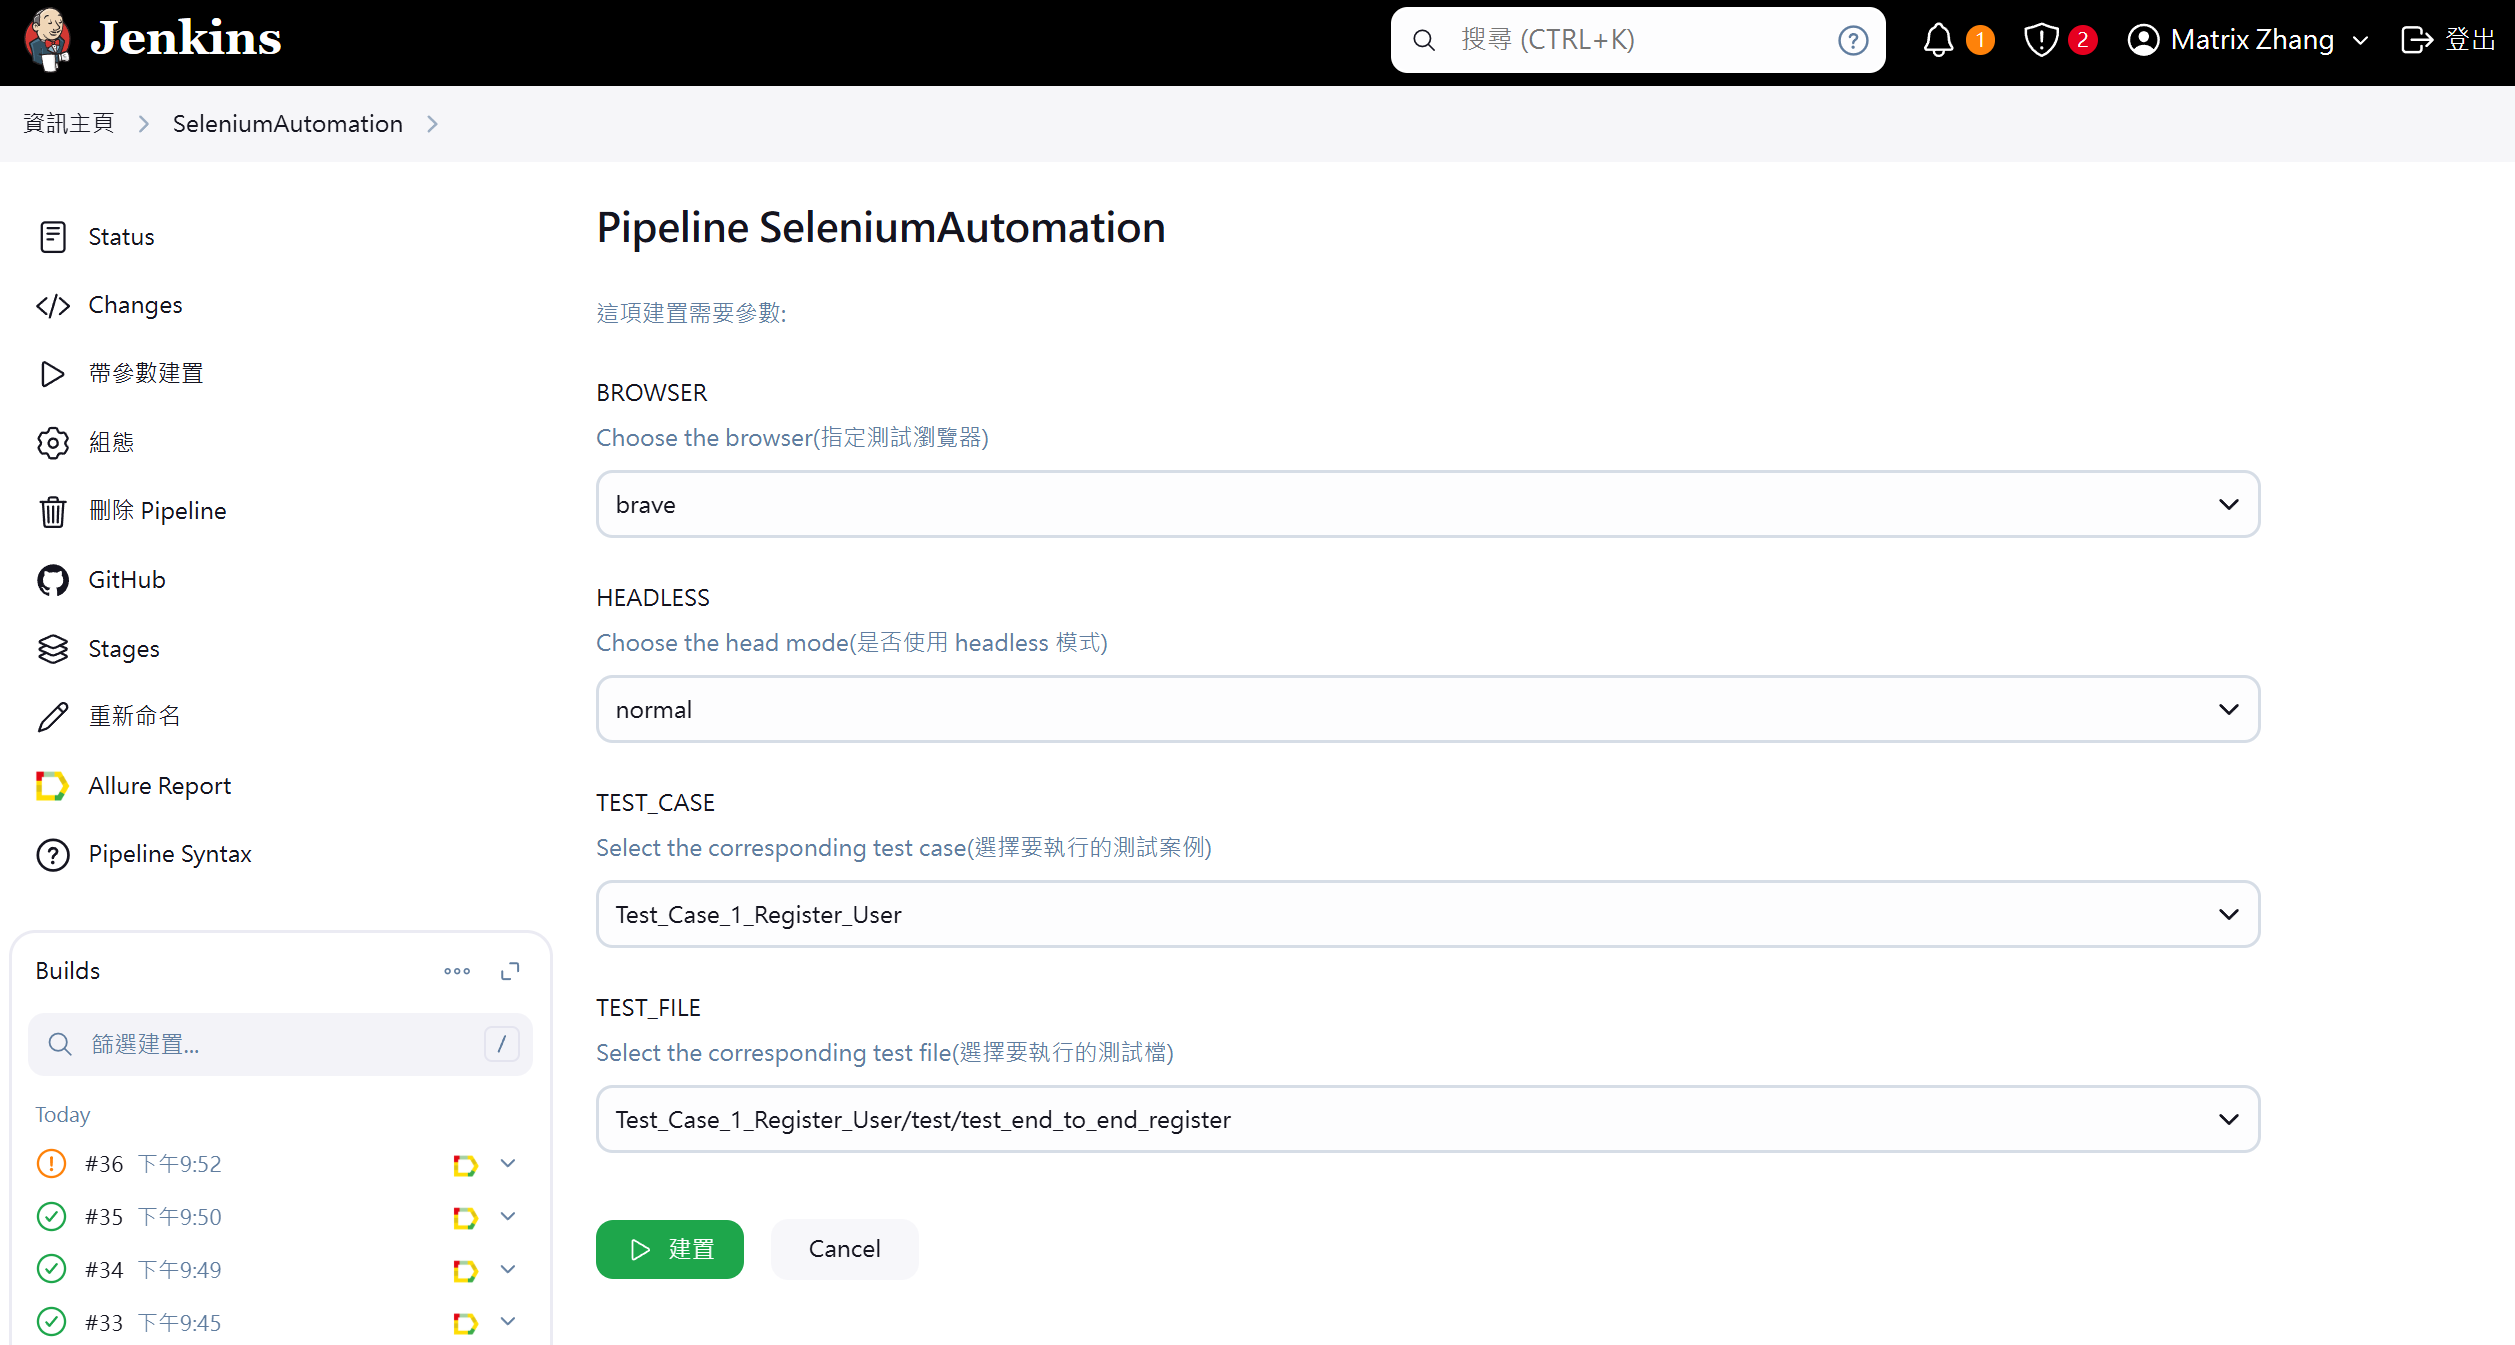 Jenkins
搜尋 (CTRL+K)
?
1
2
Matrix Zhang
登出
資訊主頁
SeleniumAutomation
Status
Changes
帶參數建置
組態
刪除 Pipeline
GitHub
Stages
重新命名
Allure Report
Pipeline Syntax
Builds
篩選建置...
/
Today
#36 下午9:52
#35 下午9:50
#34 下午9:49
#33 下午9:45
Pipeline SeleniumAutomation
這項建置需要參數:
BROWSER
Choose the browser(指定測試瀏覽器)
brave
HEADLESS
Choose the head mode(是否使用 headless 模式)
normal
TEST_CASE
Select the corresponding test case(選擇要執行的測試案例)
Test_Case_1_Register_User
TEST_FILE
Select the corresponding test file(選擇要執行的測試檔)
Test_Case_1_Register_User/test/test_end_to_end_register
建置
Cancel